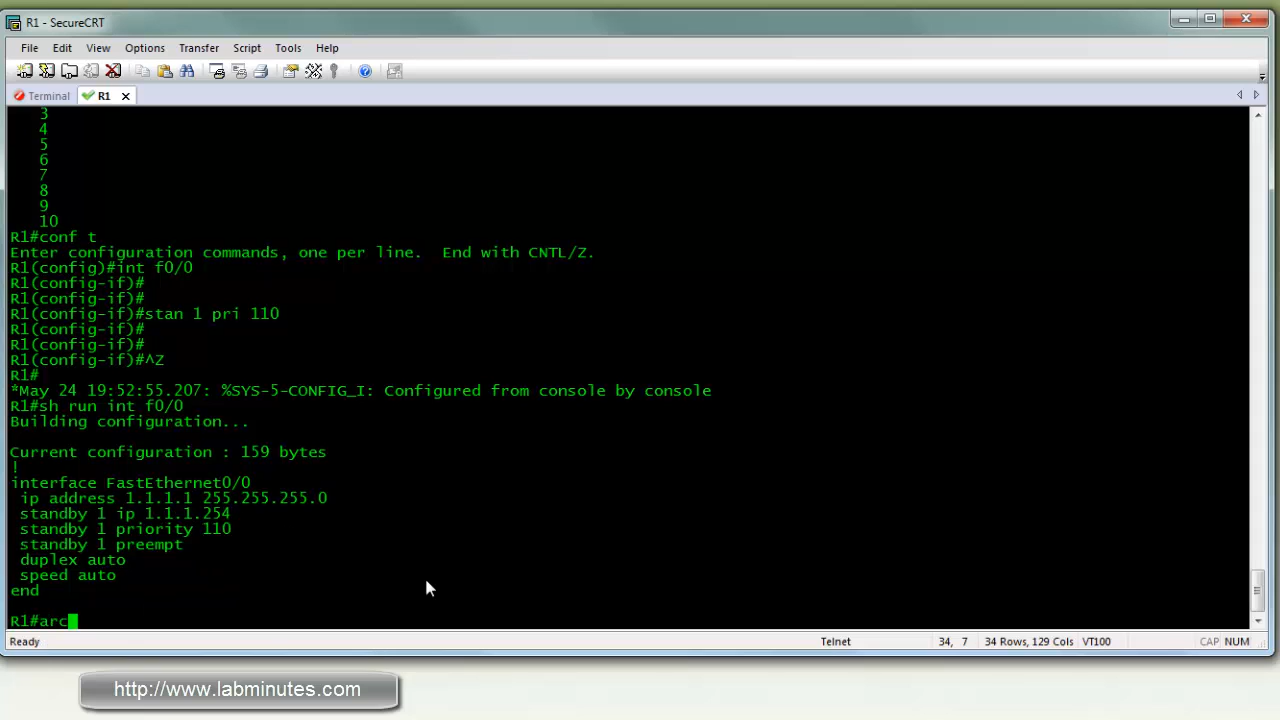 R1 - SecureCRT
File Edit View Options Transfer Script Tools Help
Terminal R1
3
4
5
6
7
8
9
10
R1#conf t
Enter configuration commands, one per line.  End with CNTL/Z.
R1(config)#int f0/0
R1(config-if)#
R1(config-if)#
R1(config-if)#stan 1 pri 110
R1(config-if)#
R1(config-if)#
R1(config-if)#^Z
R1#
*May 24 19:52:55.207: %SYS-5-CONFIG_I: Configured from console by console
R1#sh run int f0/0
Building configuration...
Current configuration : 159 bytes
!
interface FastEthernet0/0
ip address 1.1.1.1 255.255.255.0
standby 1 ip 1.1.1.254
standby 1 priority 110
standby 1 preempt
duplex auto
speed auto
end
R1#arc
Ready Telnet 34, 7 34 Rows, 129 Cols VT100 CAP NUM
http://www.labminutes.com